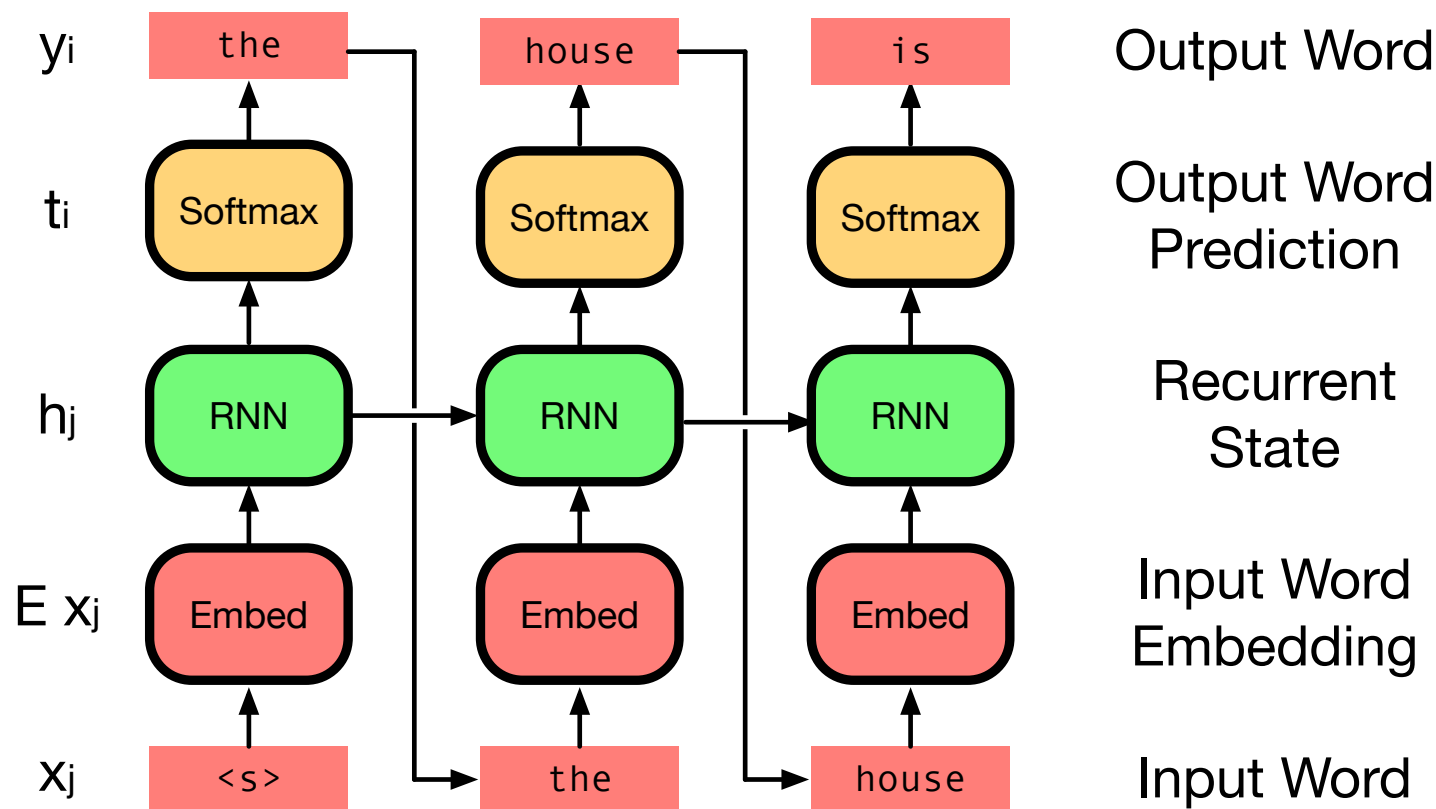 yi the house is Output Word
ti Softmax Softmax Softmax Output Word
Prediction
hj RNN RNN RNN Recurrent
State
E xj Embed Embed Embed Input Word
Embedding
xj <s> the house Input Word